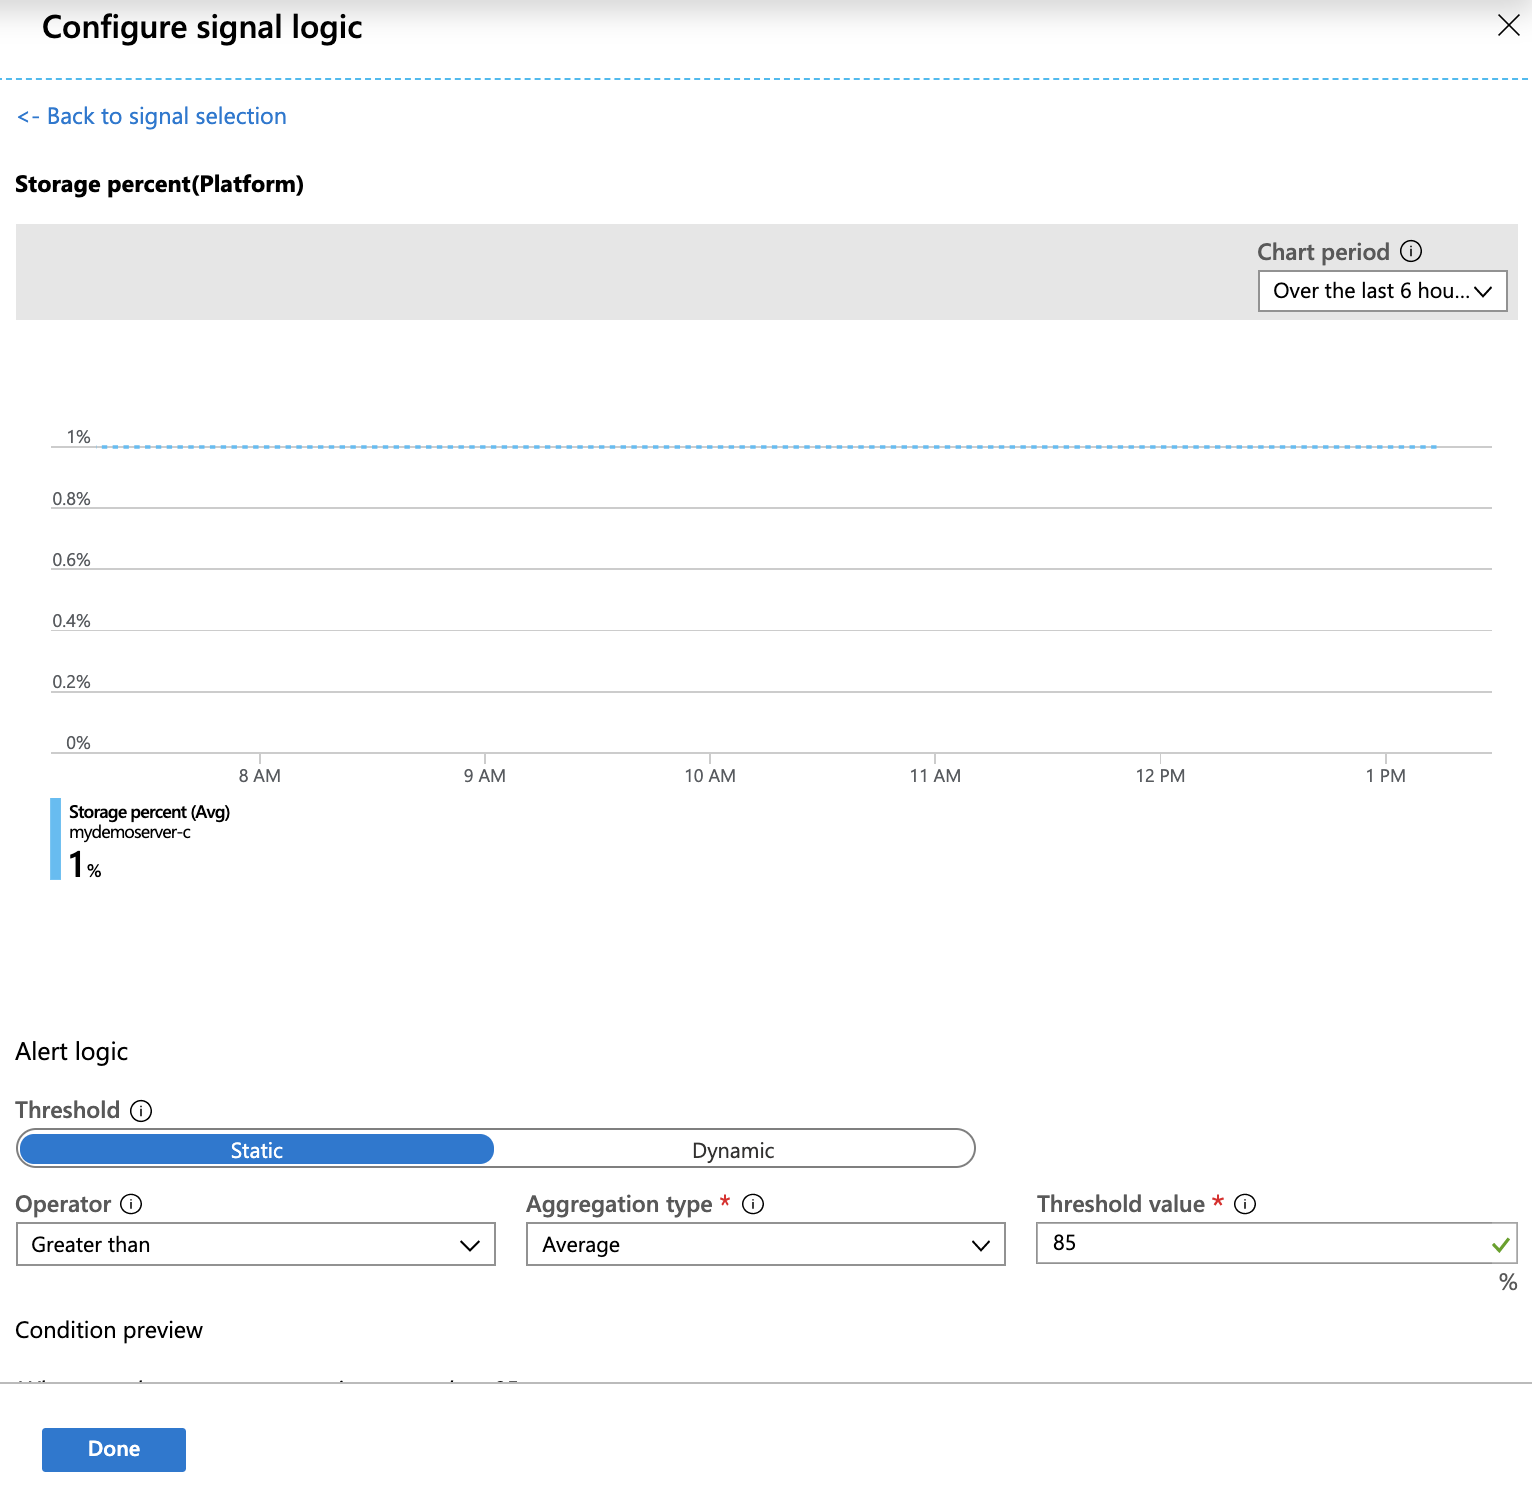 Configure signal logic
<- Back to signal selection
Storage percent(Platform)
Chart period
Over the last 6 hou...
1%
0.8%
0.6%
0.4%
0.2%
0%
8 AM 9 AM 10 AM 11 AM 12 PM 1 PM
Storage percent (Avg)
mydemoserver-c
1 %
Alert logic
Threshold
Static Dynamic
Operator Aggregation type * Threshold value *
Greater than Average 85
%
Condition preview
Done